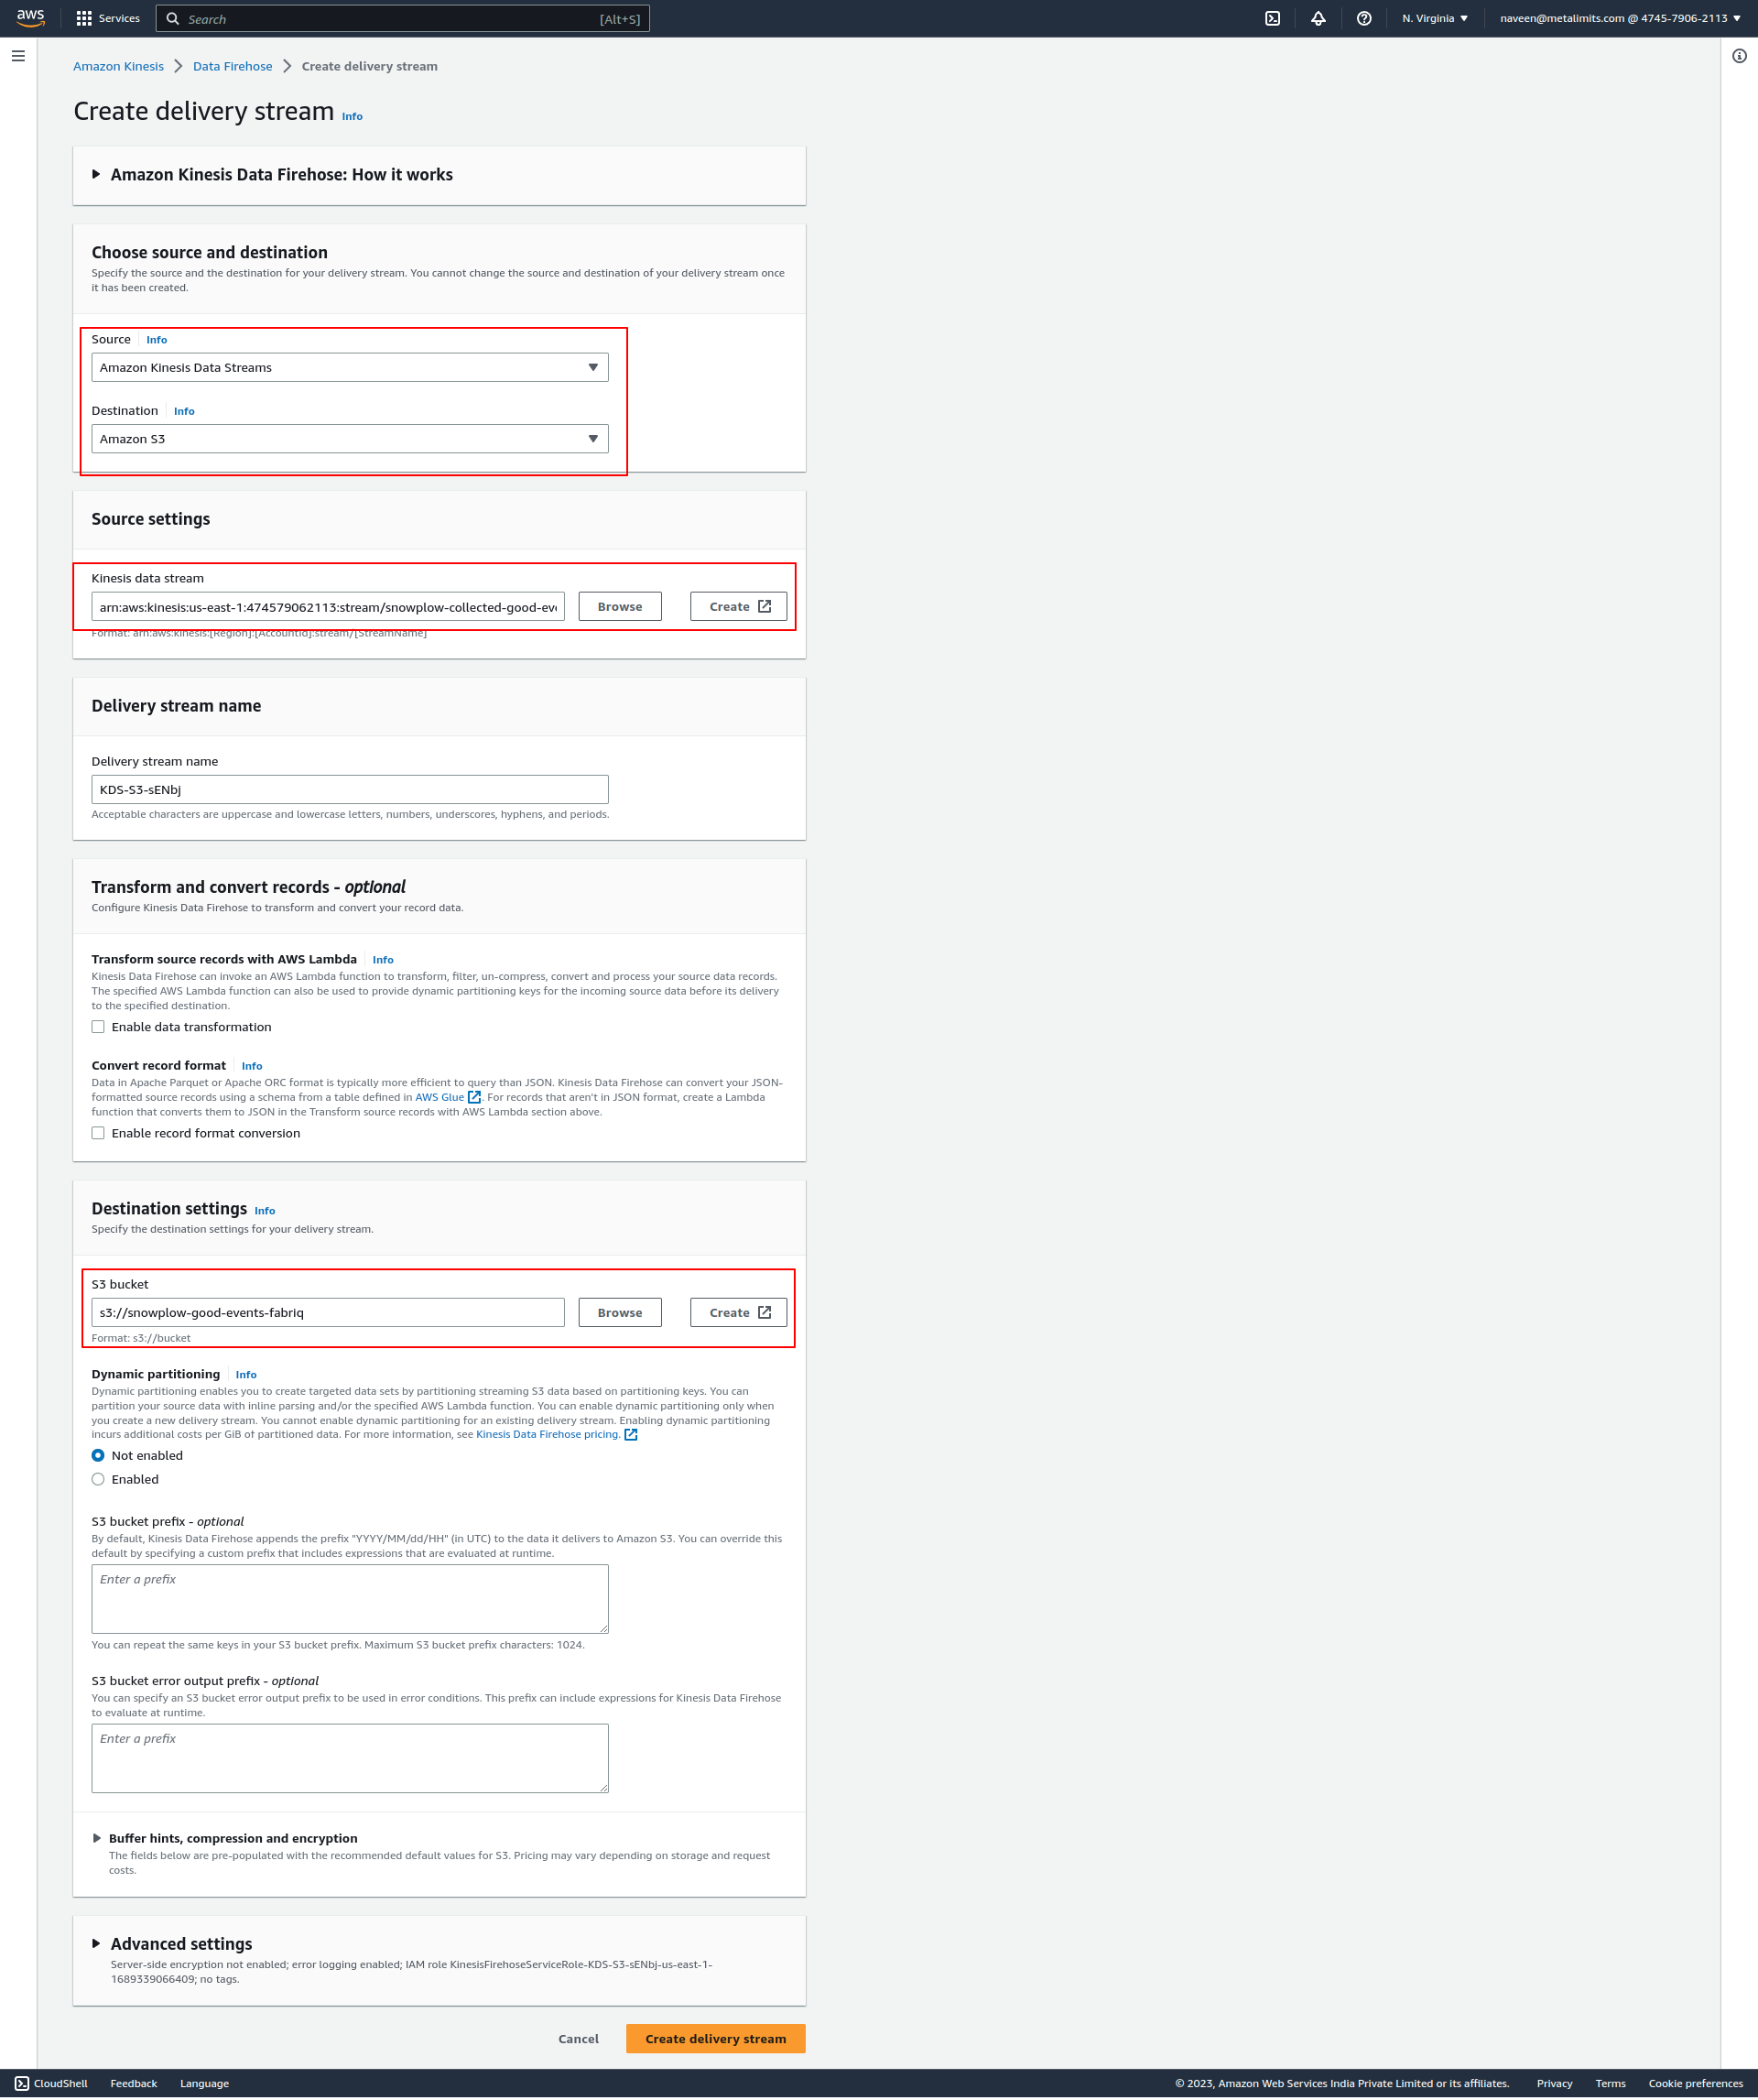 aws
Services
Search
[Alt+S]
N. Virginia
naveen@metalimits.com @ 4745-7906-2113
Amazon Kinesis > Data Firehose > Create delivery stream
Create delivery stream Info
Amazon Kinesis Data Firehose: How it works
Choose source and destination
Specify the source and the destination for your delivery stream. You cannot change the source and destination of your delivery stream once
it has been created.
Source Info
Amazon Kinesis Data Streams
Destination Info
Amazon S3
Source settings
Kinesis data stream
arn:aws:kinesis:us-east-1:474579062113:stream/snowplow-collected-good-eve
Browse
Create
Format: arn:aws:kinesis:[Region]:[AccountId]:stream/[StreamName]
Delivery stream name
Delivery stream name
KDS-S3-sENbj
Acceptable characters are uppercase and lowercase letters, numbers, underscores, hyphens, and periods.
Transform and convert records - optional
Configure Kinesis Data Firehose to transform and convert your record data.
Transform source records with AWS Lambda Info
Kinesis Data Firehose can invoke an AWS Lambda function to transform, filter, un-compress, convert and process your source data records.
The specified AWS Lambda function can also be used to provide dynamic partitioning keys for the incoming source data before its delivery
to the specified destination.
Enable data transformation
Convert record format Info
Data in Apache Parquet or Apache ORC format is typically more efficient to query than JSON. Kinesis Data Firehose can convert your JSON-
formatted source records using a schema from a table defined in AWS Glue . For records that aren't in JSON format, create a Lambda
function that converts them to JSON in the Transform source records with AWS Lambda section above.
Enable record format conversion
Destination settings Info
Specify the destination settings for your delivery stream.
S3 bucket
s3://snowplow-good-events-fabriq
Browse
Create
Format: s3://bucket
Dynamic partitioning Info
Dynamic partitioning enables you to create targeted data sets by partitioning streaming S3 data based on partitioning keys. You can
partition your source data with inline parsing and/or the specified AWS Lambda function. You can enable dynamic partitioning only when
you create a new delivery stream. You cannot enable dynamic partitioning for an existing delivery stream. Enabling dynamic partitioning
incurs additional costs per GiB of partitioned data. For more information, see Kinesis Data Firehose pricing.
Not enabled
Enabled
S3 bucket prefix - optional
By default, Kinesis Data Firehose appends the prefix "YYYY/MM/dd/HH" (in UTC) to the data it delivers to Amazon S3. You can override this
default by specifying a custom prefix that includes expressions that are evaluated at runtime.
Enter a prefix
You can repeat the same keys in your S3 bucket prefix. Maximum S3 bucket prefix characters: 1024.
S3 bucket error output prefix - optional
You can specify an S3 bucket error output prefix to be used in error conditions. This prefix can include expressions for Kinesis Data Firehose
to evaluate at runtime.
Enter a prefix
Buffer hints, compression and encryption
The fields below are pre-populated with the recommended default values for S3. Pricing may vary depending on storage and request
costs.
Advanced settings
Server-side encryption not enabled; error logging enabled; IAM role KinesisFirehoseServiceRole-KDS-S3-sENbj-us-east-1-
1689339066409; no tags.
Cancel
Create delivery stream
CloudShell
Feedback
Language
© 2023, Amazon Web Services India Private Limited or its affiliates.
Privacy
Terms
Cookie preferences